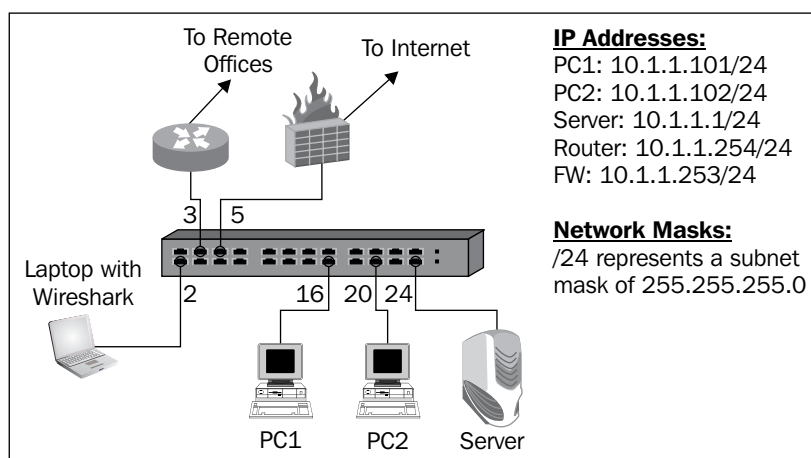 To Remote
Offices
To Internet
3
5
Laptop with
Wireshark
2
16
20
24
PC1
PC2
Server
IP Addresses:
PC1: 10.1.1.101/24
PC2: 10.1.1.102/24
Server: 10.1.1.1/24
Router: 10.1.1.254/24
FW: 10.1.1.253/24
Network Masks:
/24 represents a subnet
mask of 255.255.255.0